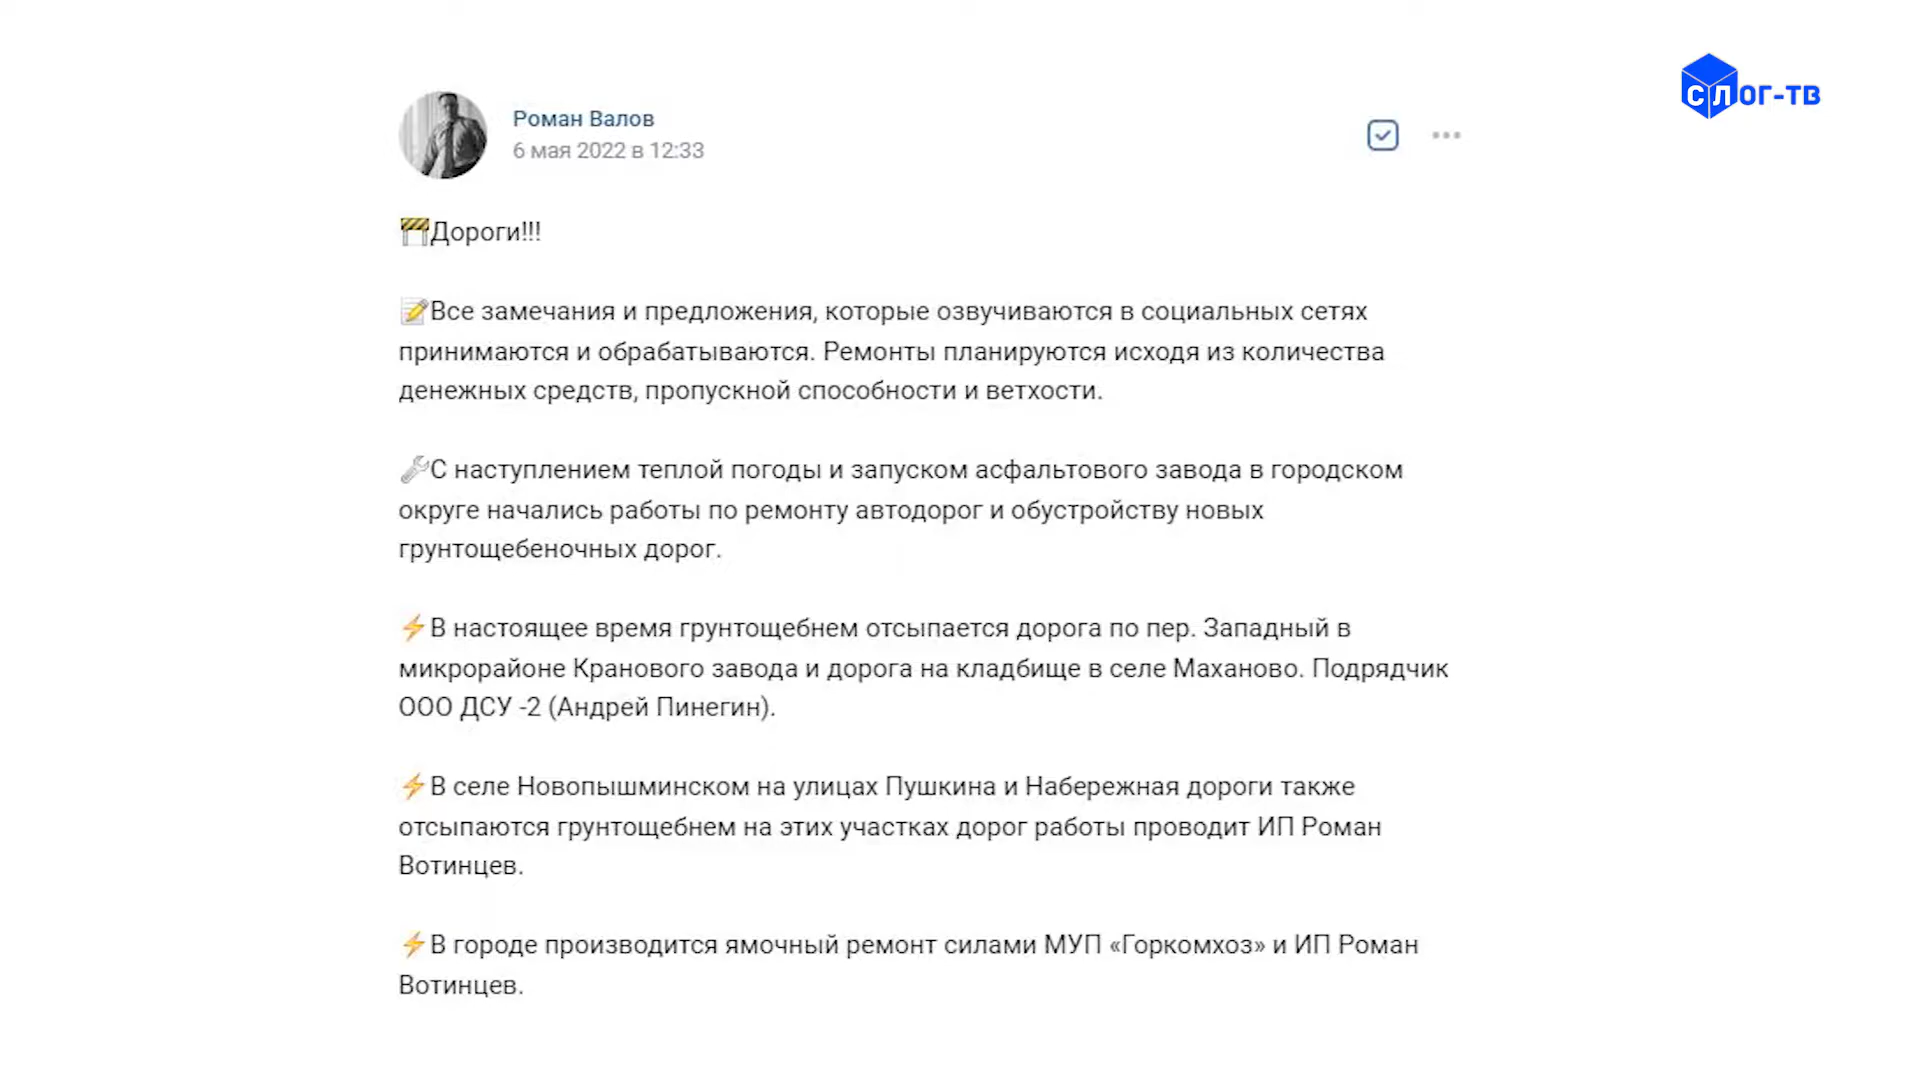 Роман Валов
6 мая 2022 в 12:33
СЛОГ-ТВ
🚧Дороги!!!
📝Все замечания и предложения, которые озвучиваются в социальных сетях
принимаются и обрабатываются. Ремонты планируются исходя из количества
денежных средств, пропускной способности и ветхости.
🔧С наступлением теплой погоды и запуском асфальтового завода в городском
округе начались работы по ремонту автодорог и обустройству новых
грунтощебеночных дорог.
⚡В настоящее время грунтощебнем отсыпается дорога по пер. Западный в
микрорайоне Кранового завода и дорога на кладбище в селе Маханово. Подрядчик
ООО ДСУ -2 (Андрей Пинегин).
⚡В селе Новопышминском на улицах Пушкина и Набережная дороги также
отсыпаются грунтощебнем на этих участках дорог работы проводит ИП Роман
Вотинцев.
⚡В городе производится ямочный ремонт силами МУП «Горкомхоз» и ИП Роман
Вотинцев.